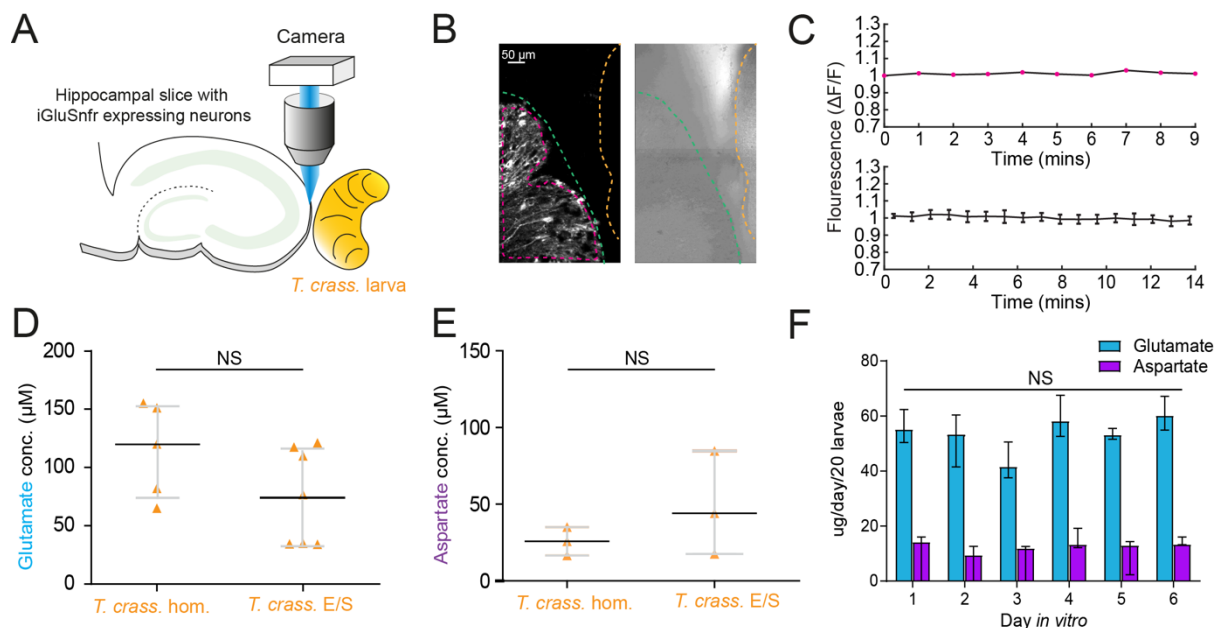 A
Camera
Hippocampal slice with
iGluSnfr expressing neurons
T. crass. larva
B
50 µm
C
Flourescence (ΔF/F)
1.3
1.2
1.1
1
0.9
0.8
0.7
0 1 2 3 4 5 6 7 8 9
Time (mins)
1.3
1.2
1.1
1
0.9
0.8
0.7
0 2 4 6 8 10 12 14
Time (mins)
D
NS
Glutamate conc. (µM)
200
150
100
50
0
T. crass. hom. T. crass. E/S
E
NS
Aspartate conc. (µM)
150
100
50
0
T. crass. hom. T. crass. E/S
F
Glutamate
Aspartate
NS
ug/day/20 larvae
80
60
40
20
0
1 2 3 4 5 6
Day in vitro